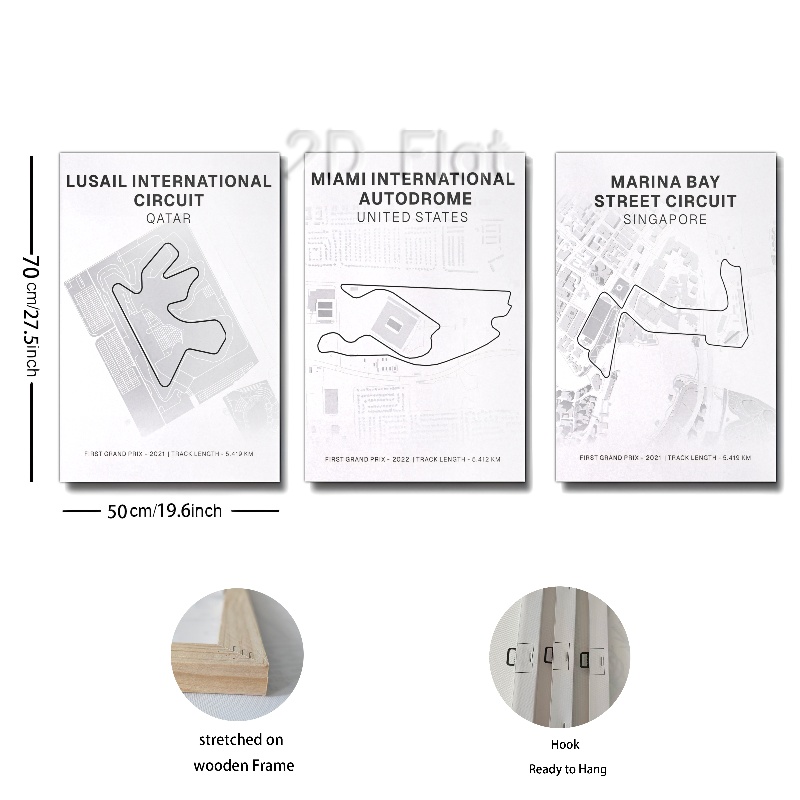 2D Flat
LUSAIL INTERNATIONAL
CIRCUIT
QATAR
FIRST GRAND PRIX - 2021 | TRACK LENGTH - 5.419 KM
MIAMI INTERNATIONAL
AUTODROME
UNITED STATES
FIRST GRAND PRIX - 2022 | TRACK LENGTH - 5.412 KM
MARINA BAY
STREET CIRCUIT
SINGAPORE
FIRST GRAND PRIX - 2021 | TRACK LENGTH - 5.419 KM
70 cm/27.5inch
50cm/19.6inch
stretched on
wooden Frame
Hook
Ready to Hang